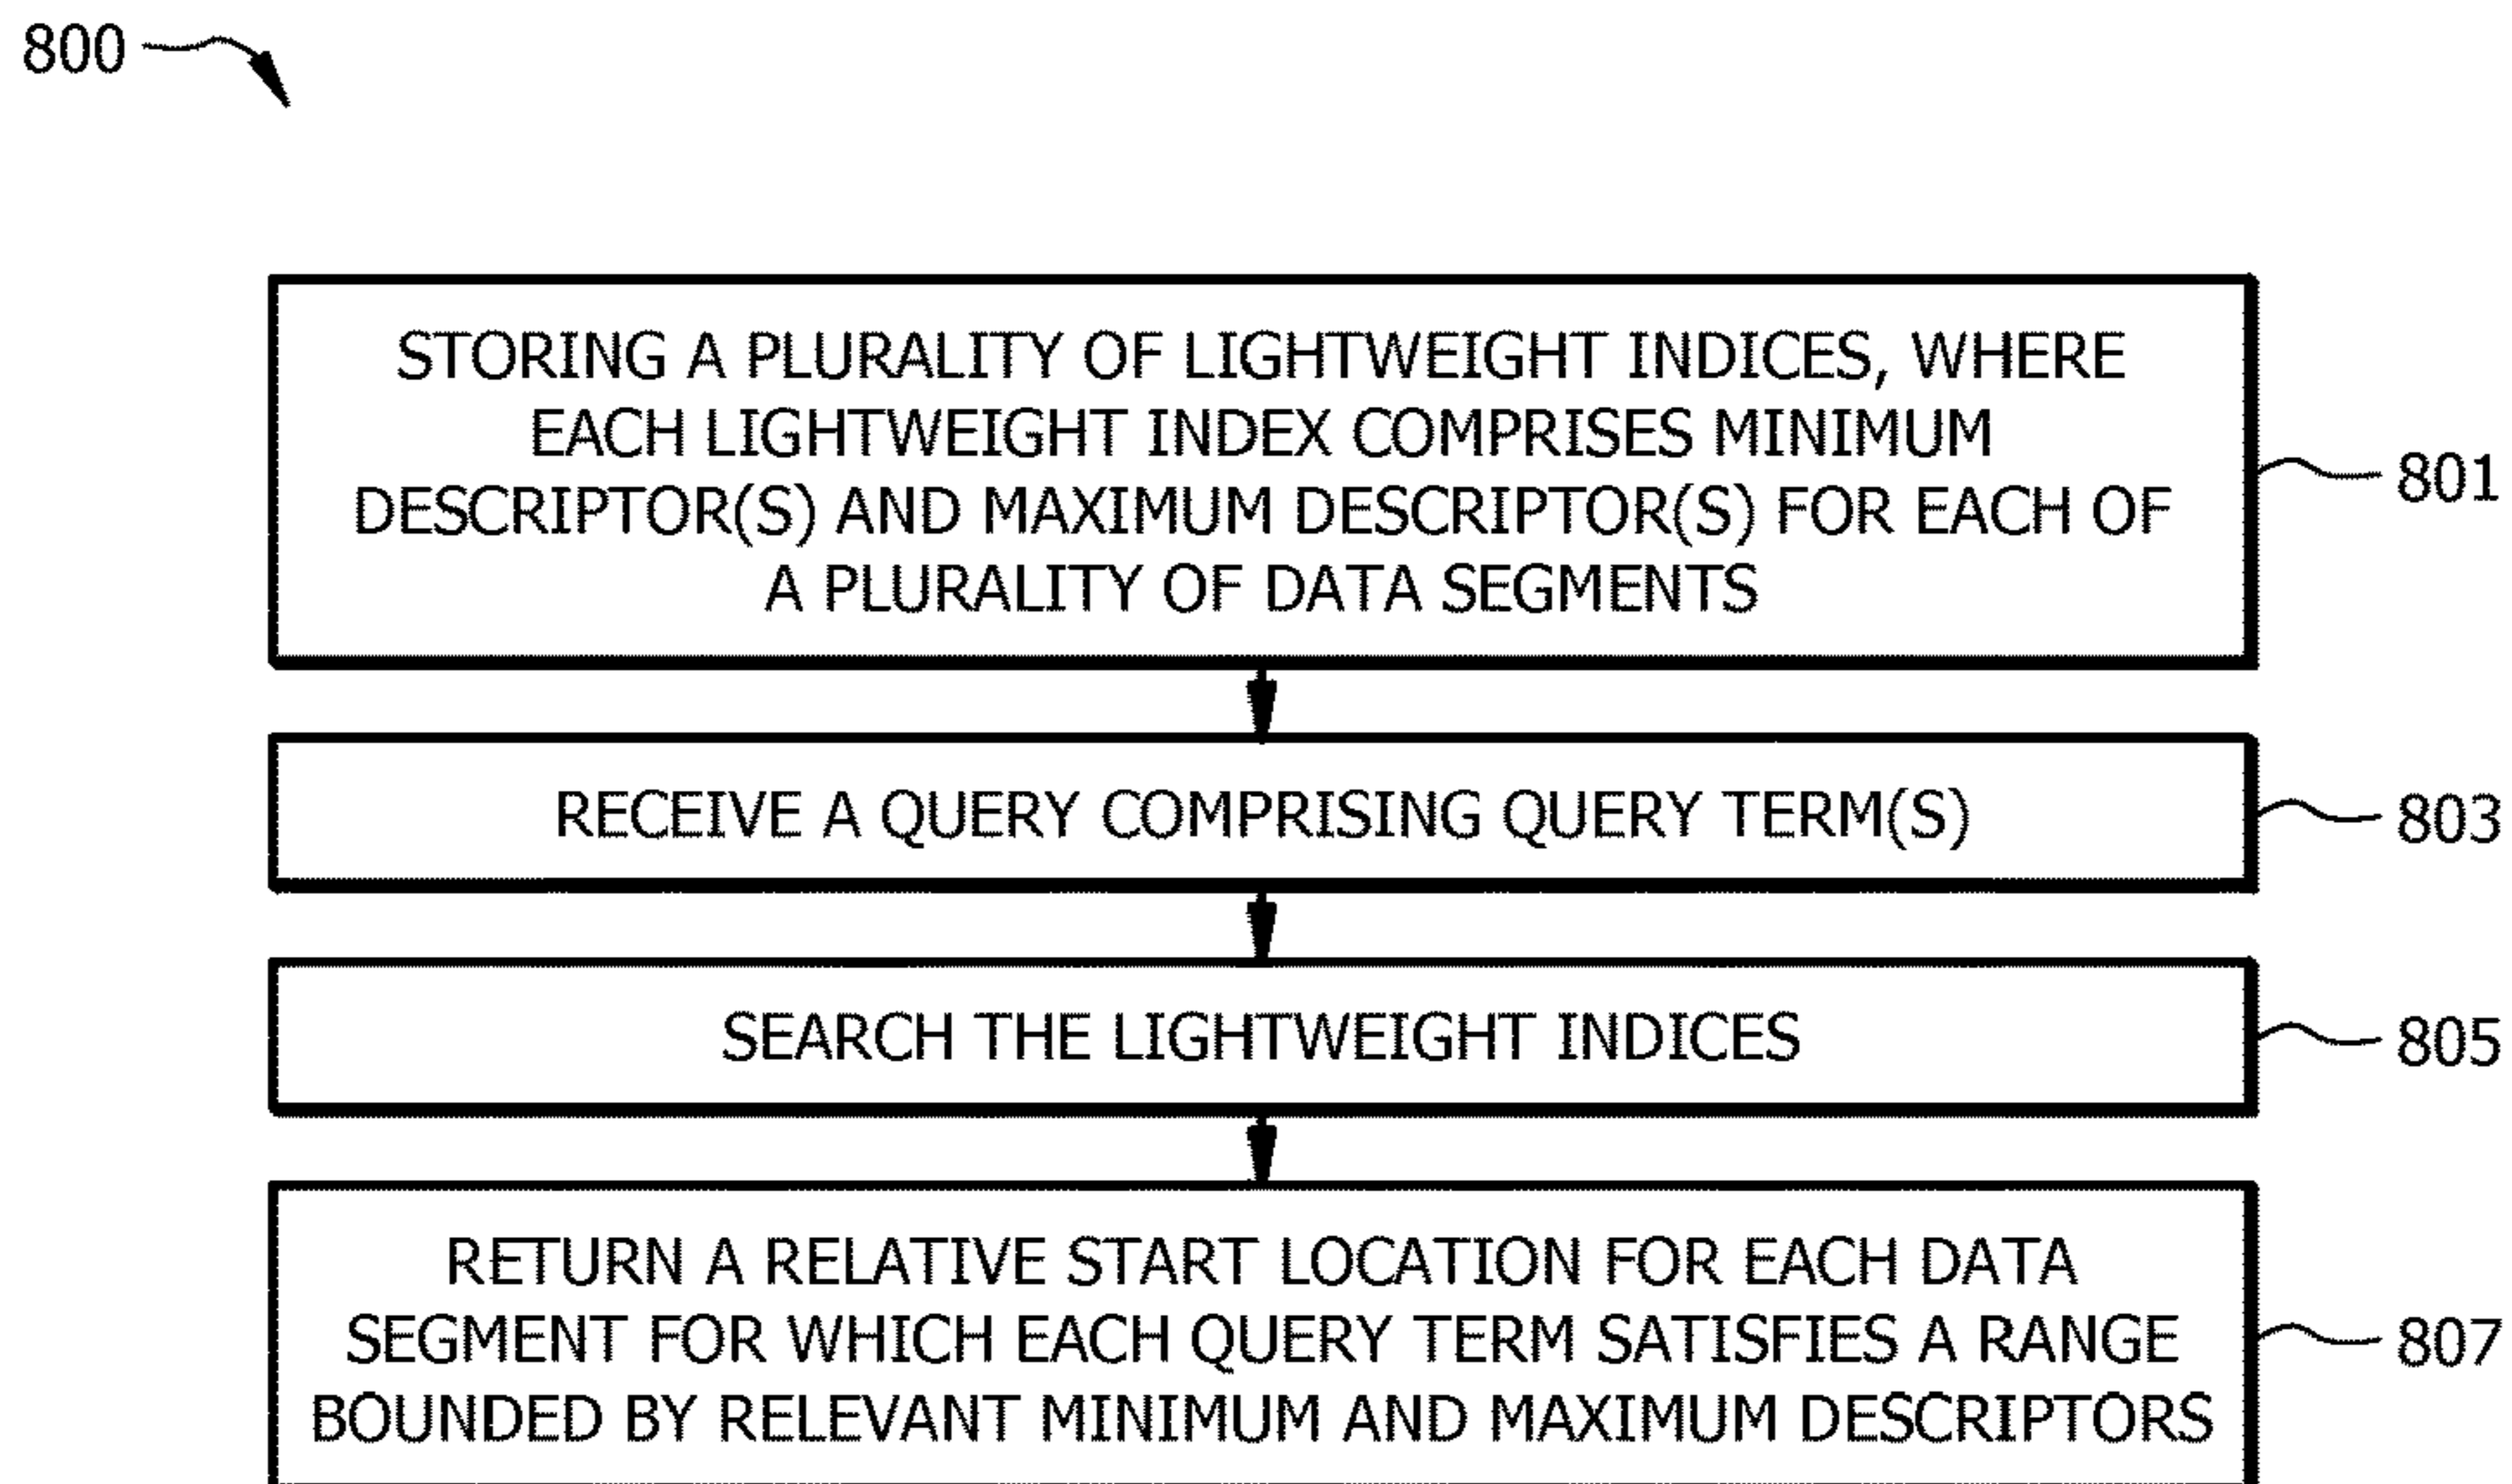 800
STORING A PLURALITY OF LIGHTWEIGHT INDICES, WHERE
EACH LIGHTWEIGHT INDEX COMPRISES MINIMUM
DESCRIPTOR(S) AND MAXIMUM DESCRIPTOR(S) FOR EACH OF
A PLURALITY OF DATA SEGMENTS
801
RECEIVE A QUERY COMPRISING QUERY TERM(S)
803
SEARCH THE LIGHTWEIGHT INDICES
805
RETURN A RELATIVE START LOCATION FOR EACH DATA
SEGMENT FOR WHICH EACH QUERY TERM SATISFIES A RANGE
BOUNDED BY RELEVANT MINIMUM AND MAXIMUM DESCRIPTORS
807